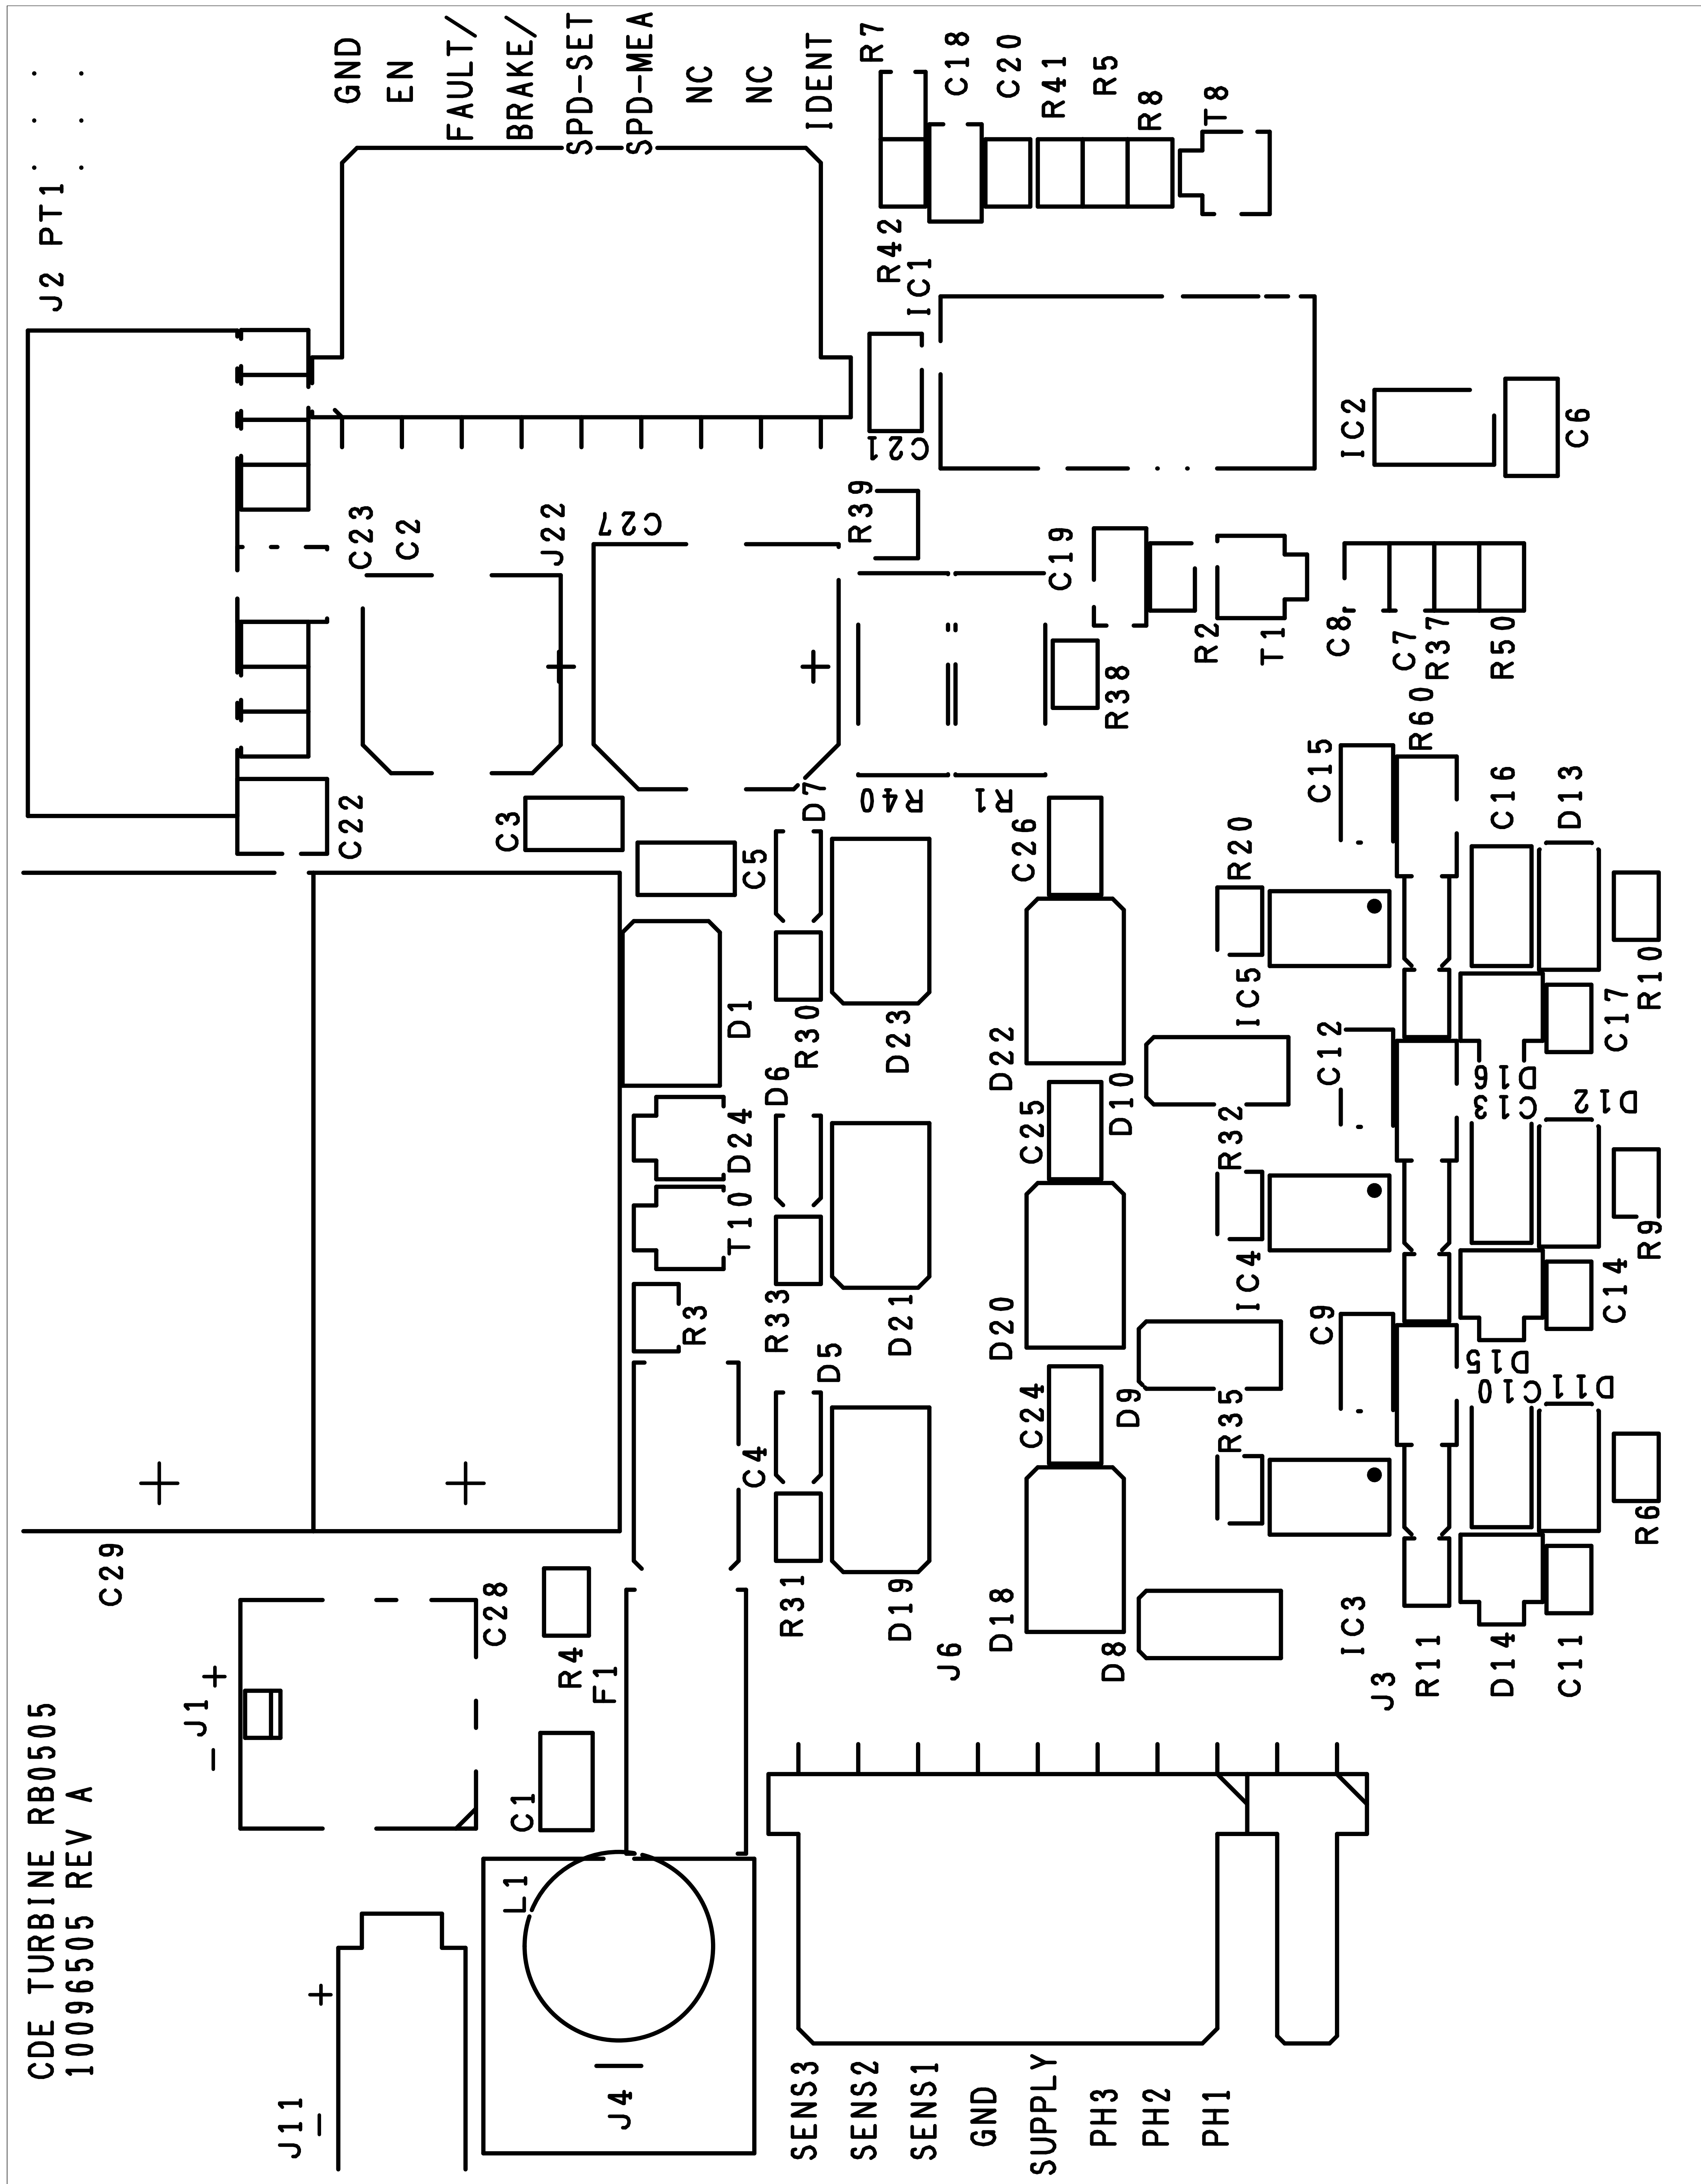 CDE TURBINE RB0505
10096505 REV A
J2 PT1
GND
EN
FAULT/
BRAKE/
SPD-SET
SPD-MEA
NC
NC
IDENT
R7
C18
C20
R41
R5
R8
T8
R42
IC1
C21
IC2
C6
C23
C2
J22
C27
R39
C19
R2
T1
C8
C7
R37
R50
R38
R60
C22
C3
C5
D7
R40
R1
C26
R20
C15
C16
D13
D1
R30
D23
D22
IC5
C12
D16
C17
R10
D24
D6
C25
D10
R32
C13
D12
T10
R3
R33
D21
D20
IC4
C9
D15
C14
R9
C4
D5
C24
D9
R35
C10
D11
C29
C28
R4
F1
R31
D19
J6
D18
D8
IC3
J3
R11
D14
C11
R6
J1
- +
C1
L1
J11
- +
J4
SENS3
SENS2
SENS1
GND
SUPPLY
PH3
PH2
PH1